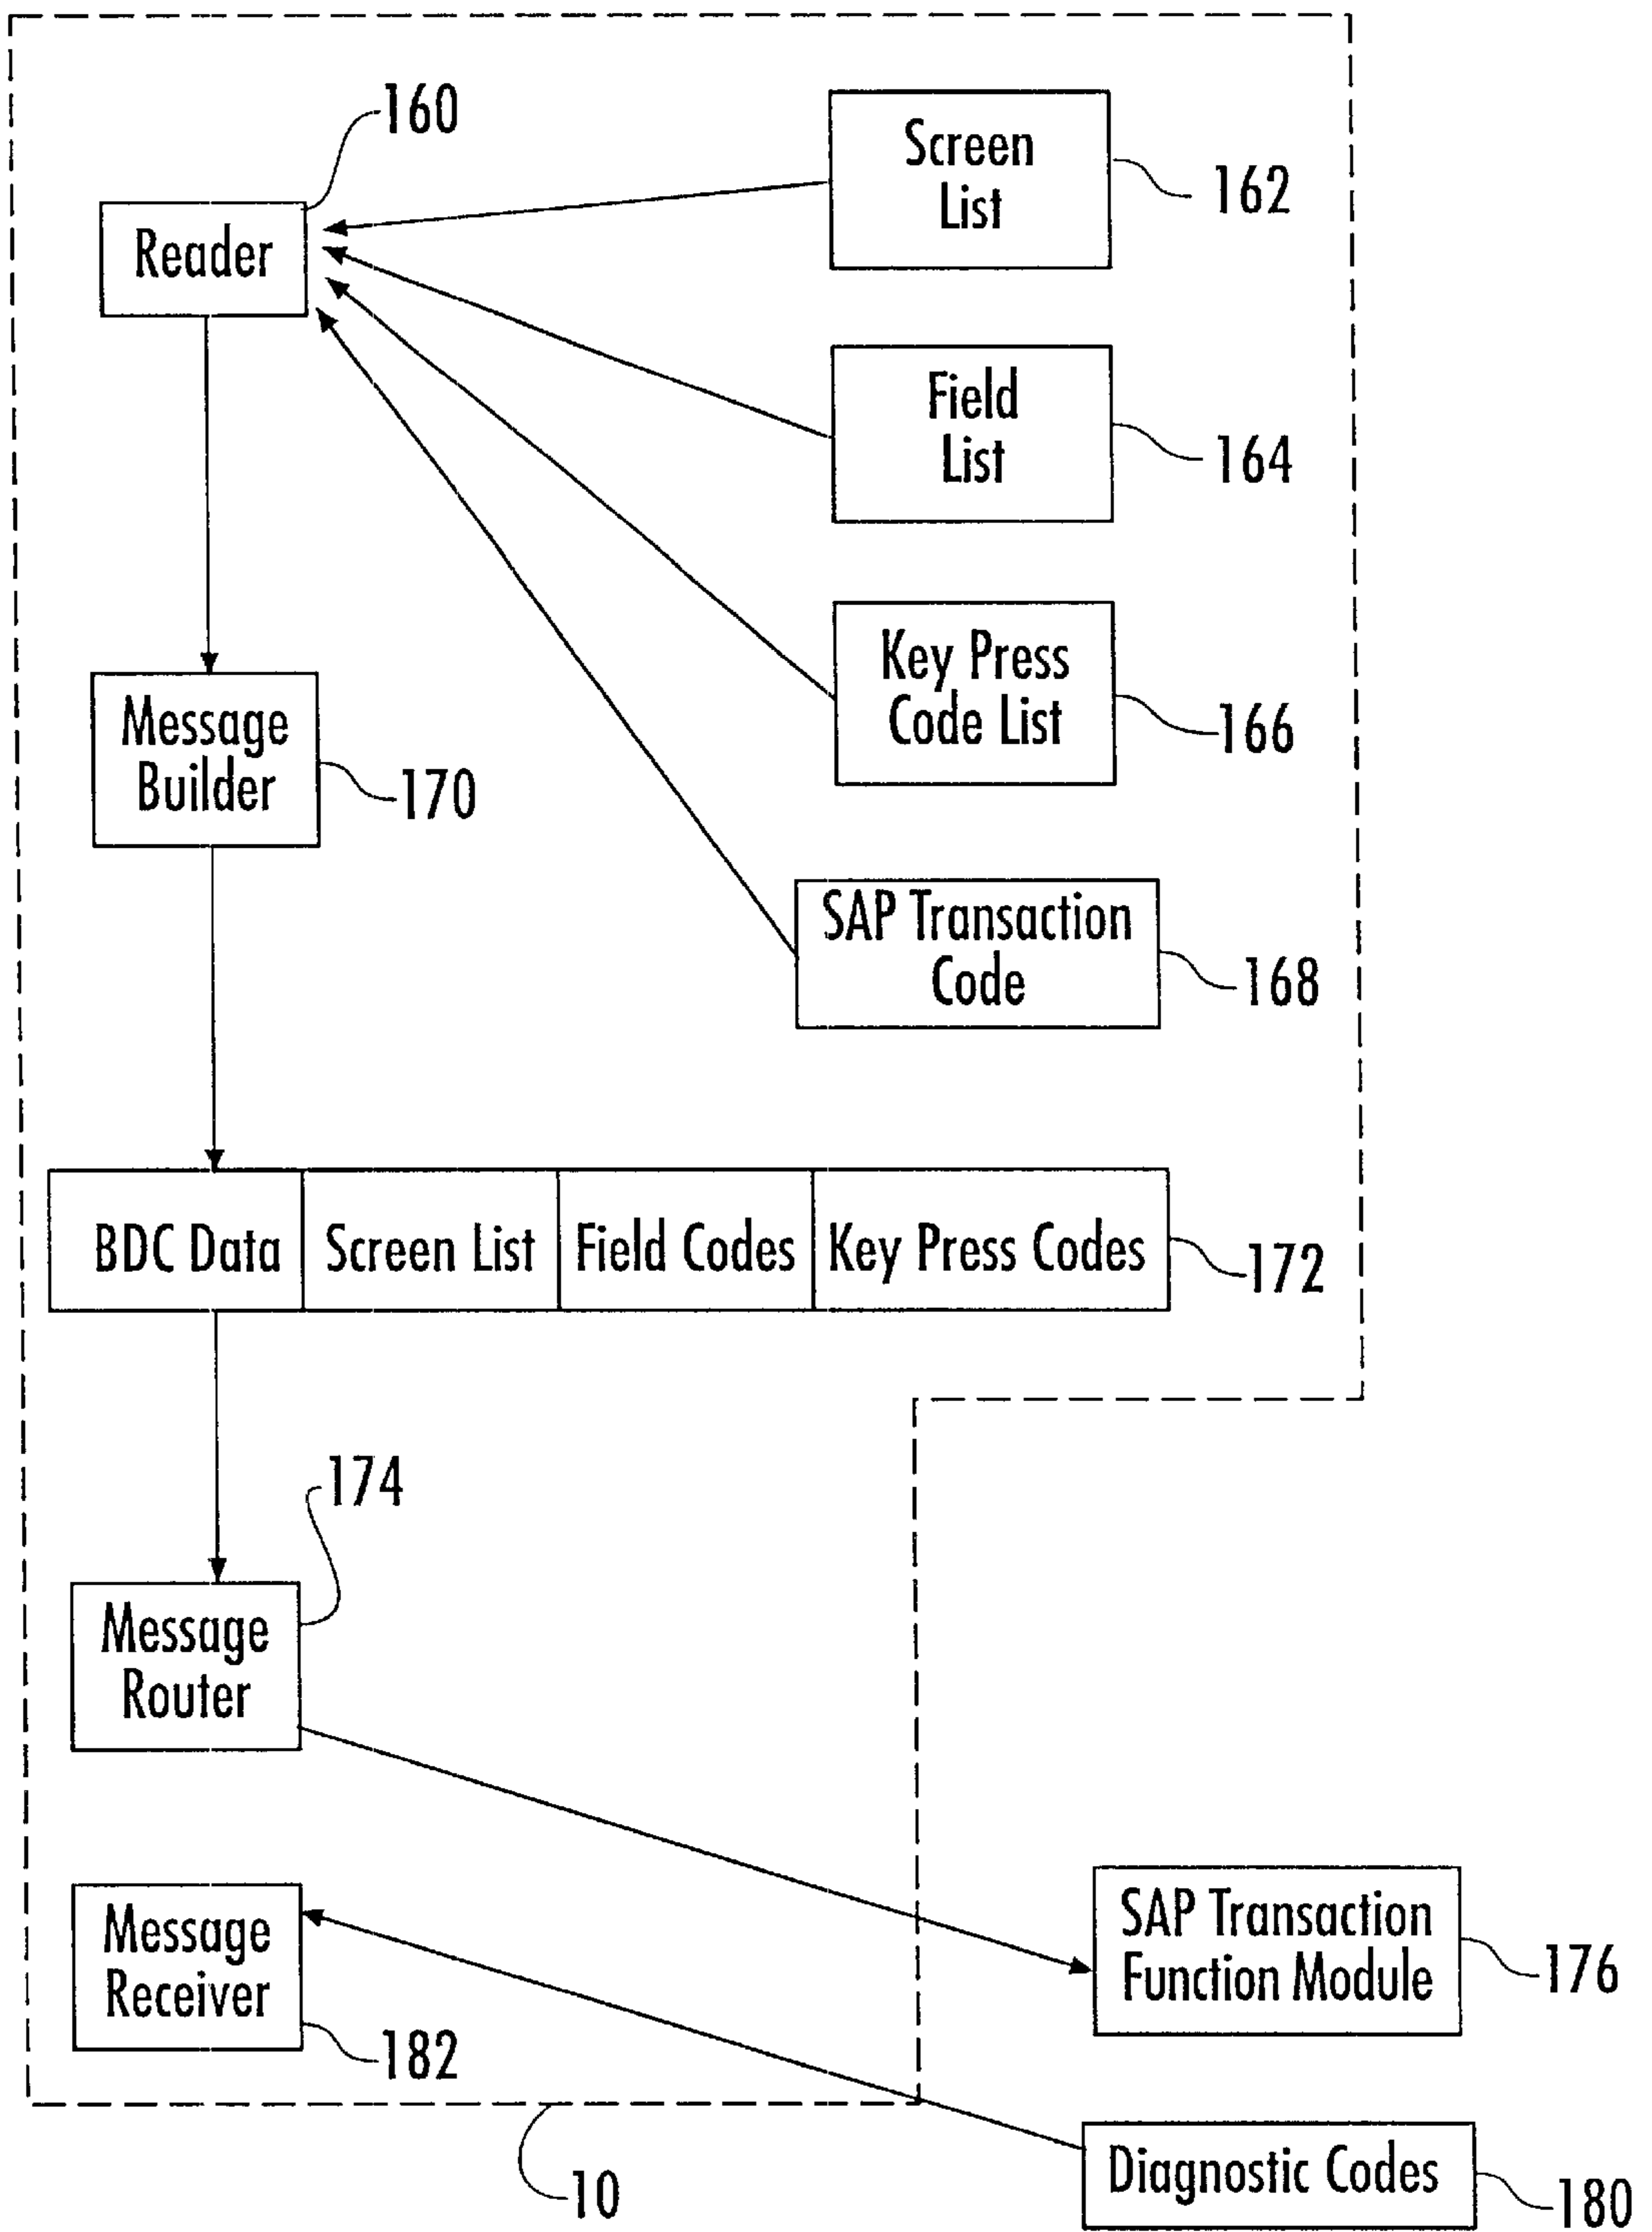 160
Screen
List
162
Reader
Field
List
164
Key Press
Code List
166
Message
Builder
170
SAP Transaction
Code
168
BDC Data Screen List Field Codes Key Press Codes
172
174
Message
Router
SAP Transaction
Function Module
176
Message
Receiver
182
10
Diagnostic Codes
180